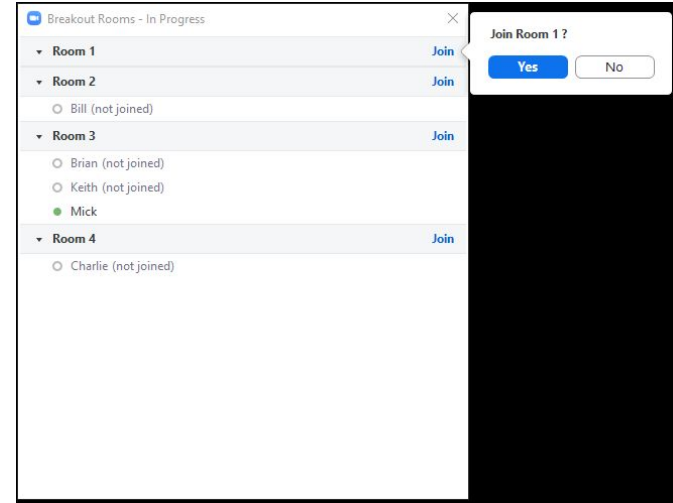 Breakout Rooms - In Progress
Room 1 Join
Room 2 Join
Bill (not joined)
Room 3 Join
Brian (not joined)
Keith (not joined)
Mick
Room 4 Join
Charlie (not joined)
Join Room 1 ?
Yes No